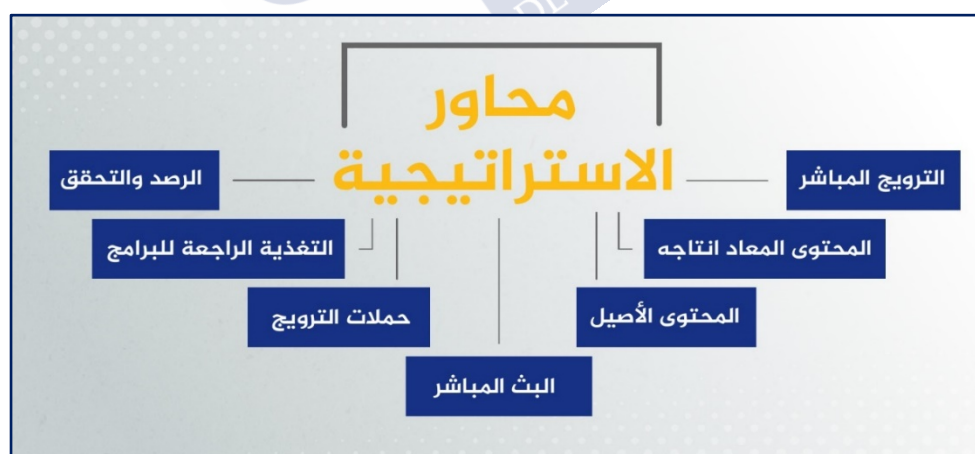 محاور
الاستراتيجية
الترويج المباشر
الرصد والتحقق
المحتوى المعاد انتاجه
التغذية الراجعة للبرامج
المحتوى الأصيل
حملات الترويج
البث المباشر